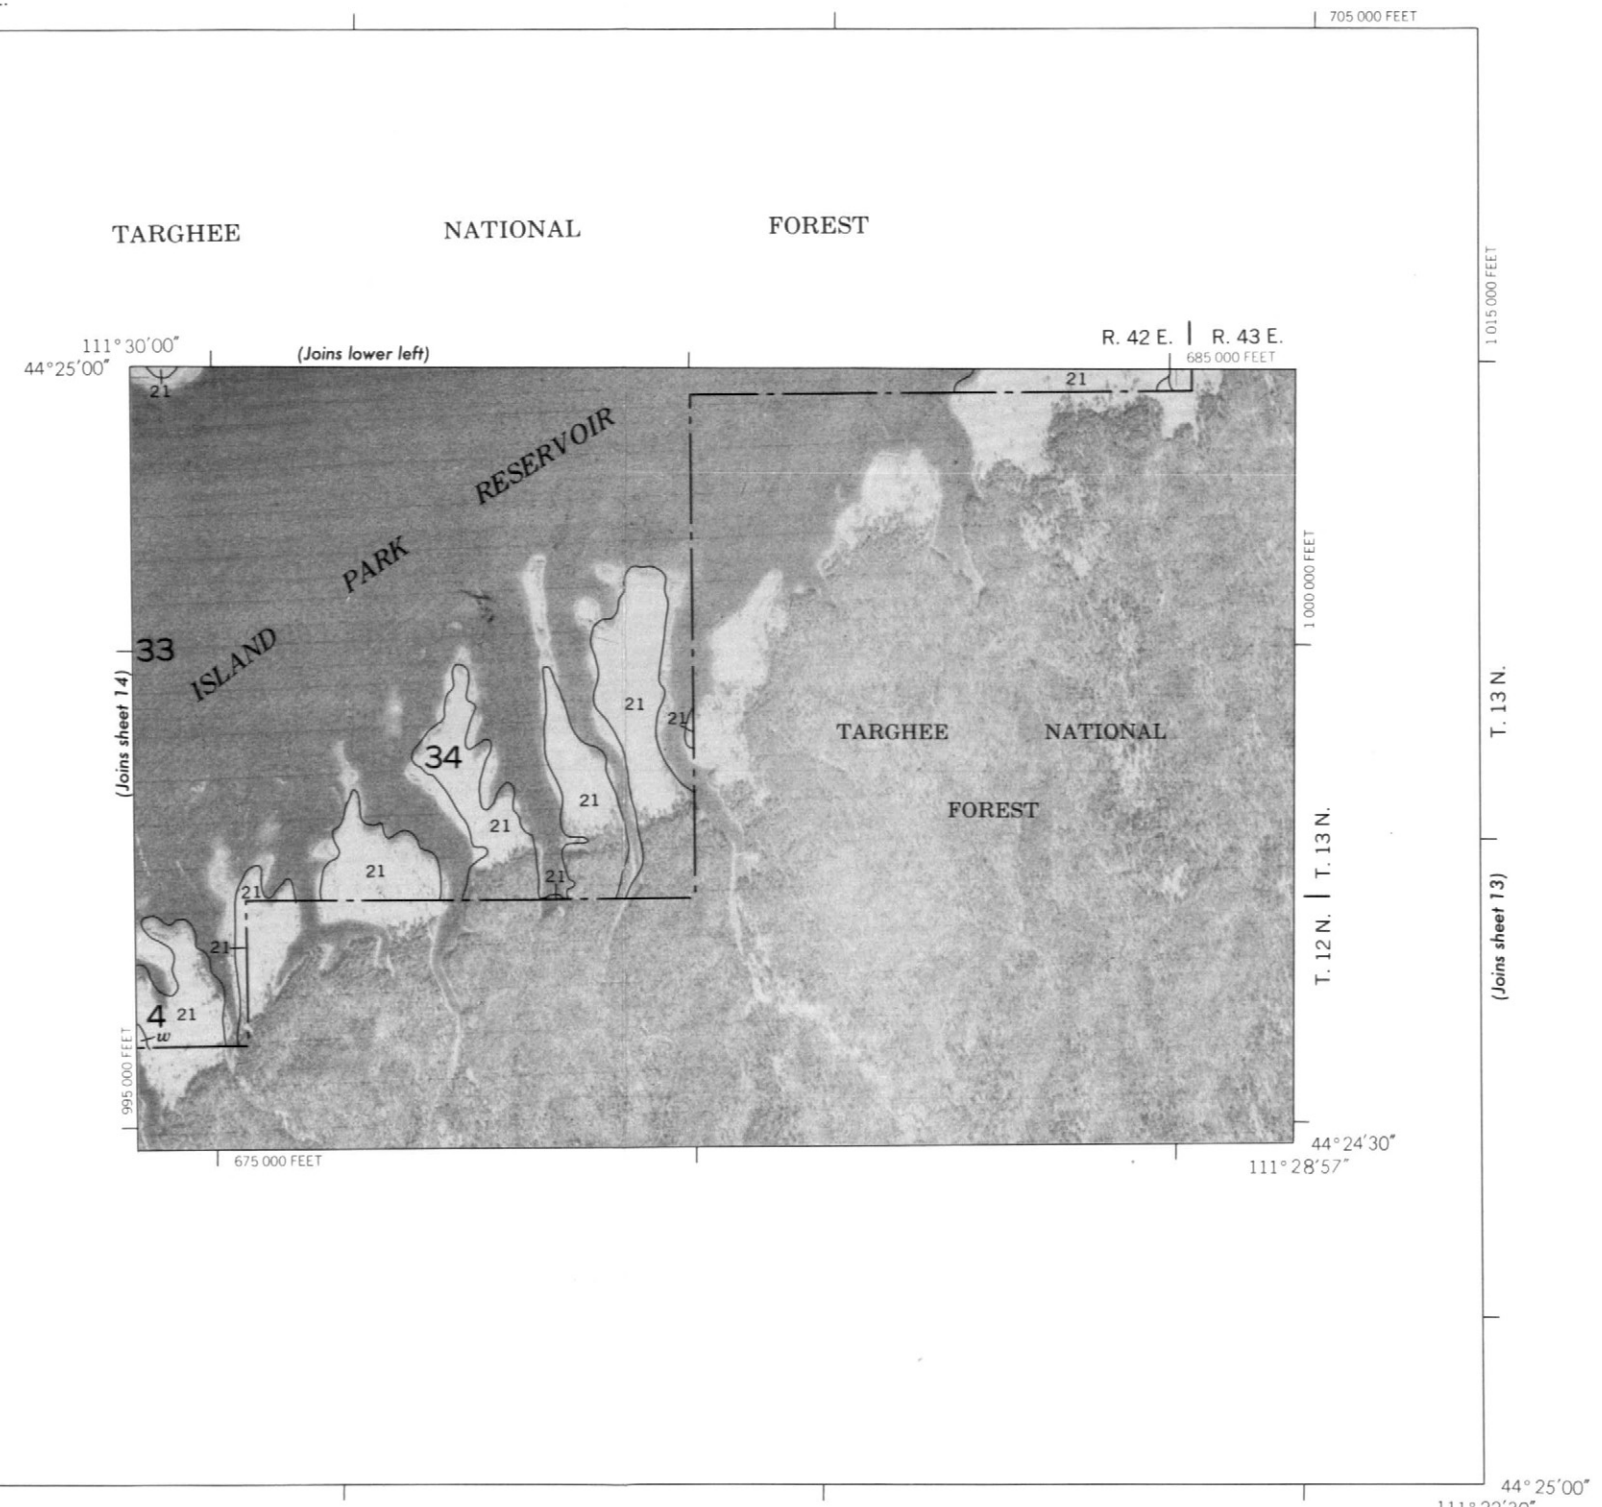 705 000 FEET
TARGHEE NATIONAL FOREST
1 015 000 FEET
R. 42 E. | R. 43 E.
111°30′00″
(Joins lower left)
685 000 FEET
44°25′00″
21
21
RESERVOIR
PARK
ISLAND
1 000 000 FEET
33
(Joins sheet 14)
T. 13 N.
21
21
TARGHEE NATIONAL
34
21
FOREST
21
T. 12 N. | T. 13 N.
21
21
21
(Joins sheet 13)
21
4
21
w
995 000 FEET
44°24′30″
675 000 FEET
111°28′57″
44°25′00″